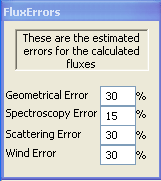 FluxErrors
These are the estimated
errors for the calculated
fluxes
Geometrical Error 30 %
Spectroscopy Error 15 %
Scattering Error 30 %
Wind Error 30 %